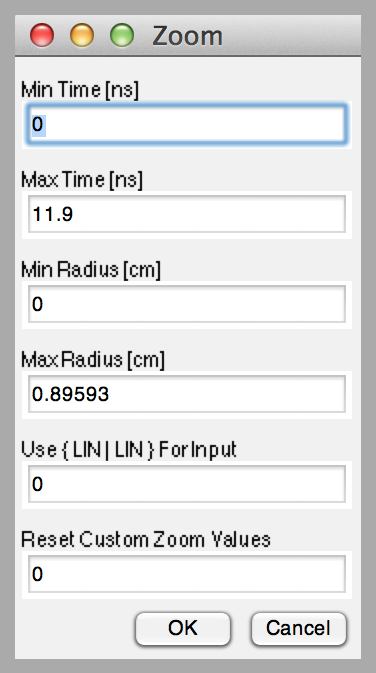 Zoom
Min Time [ns]
0
Max Time [ns]
11.9
Min Radius [cm]
0
Max Radius [cm]
0.89593
Use { LIN | LIN } For Input
0
Reset Custom Zoom Values
0
OK Cancel